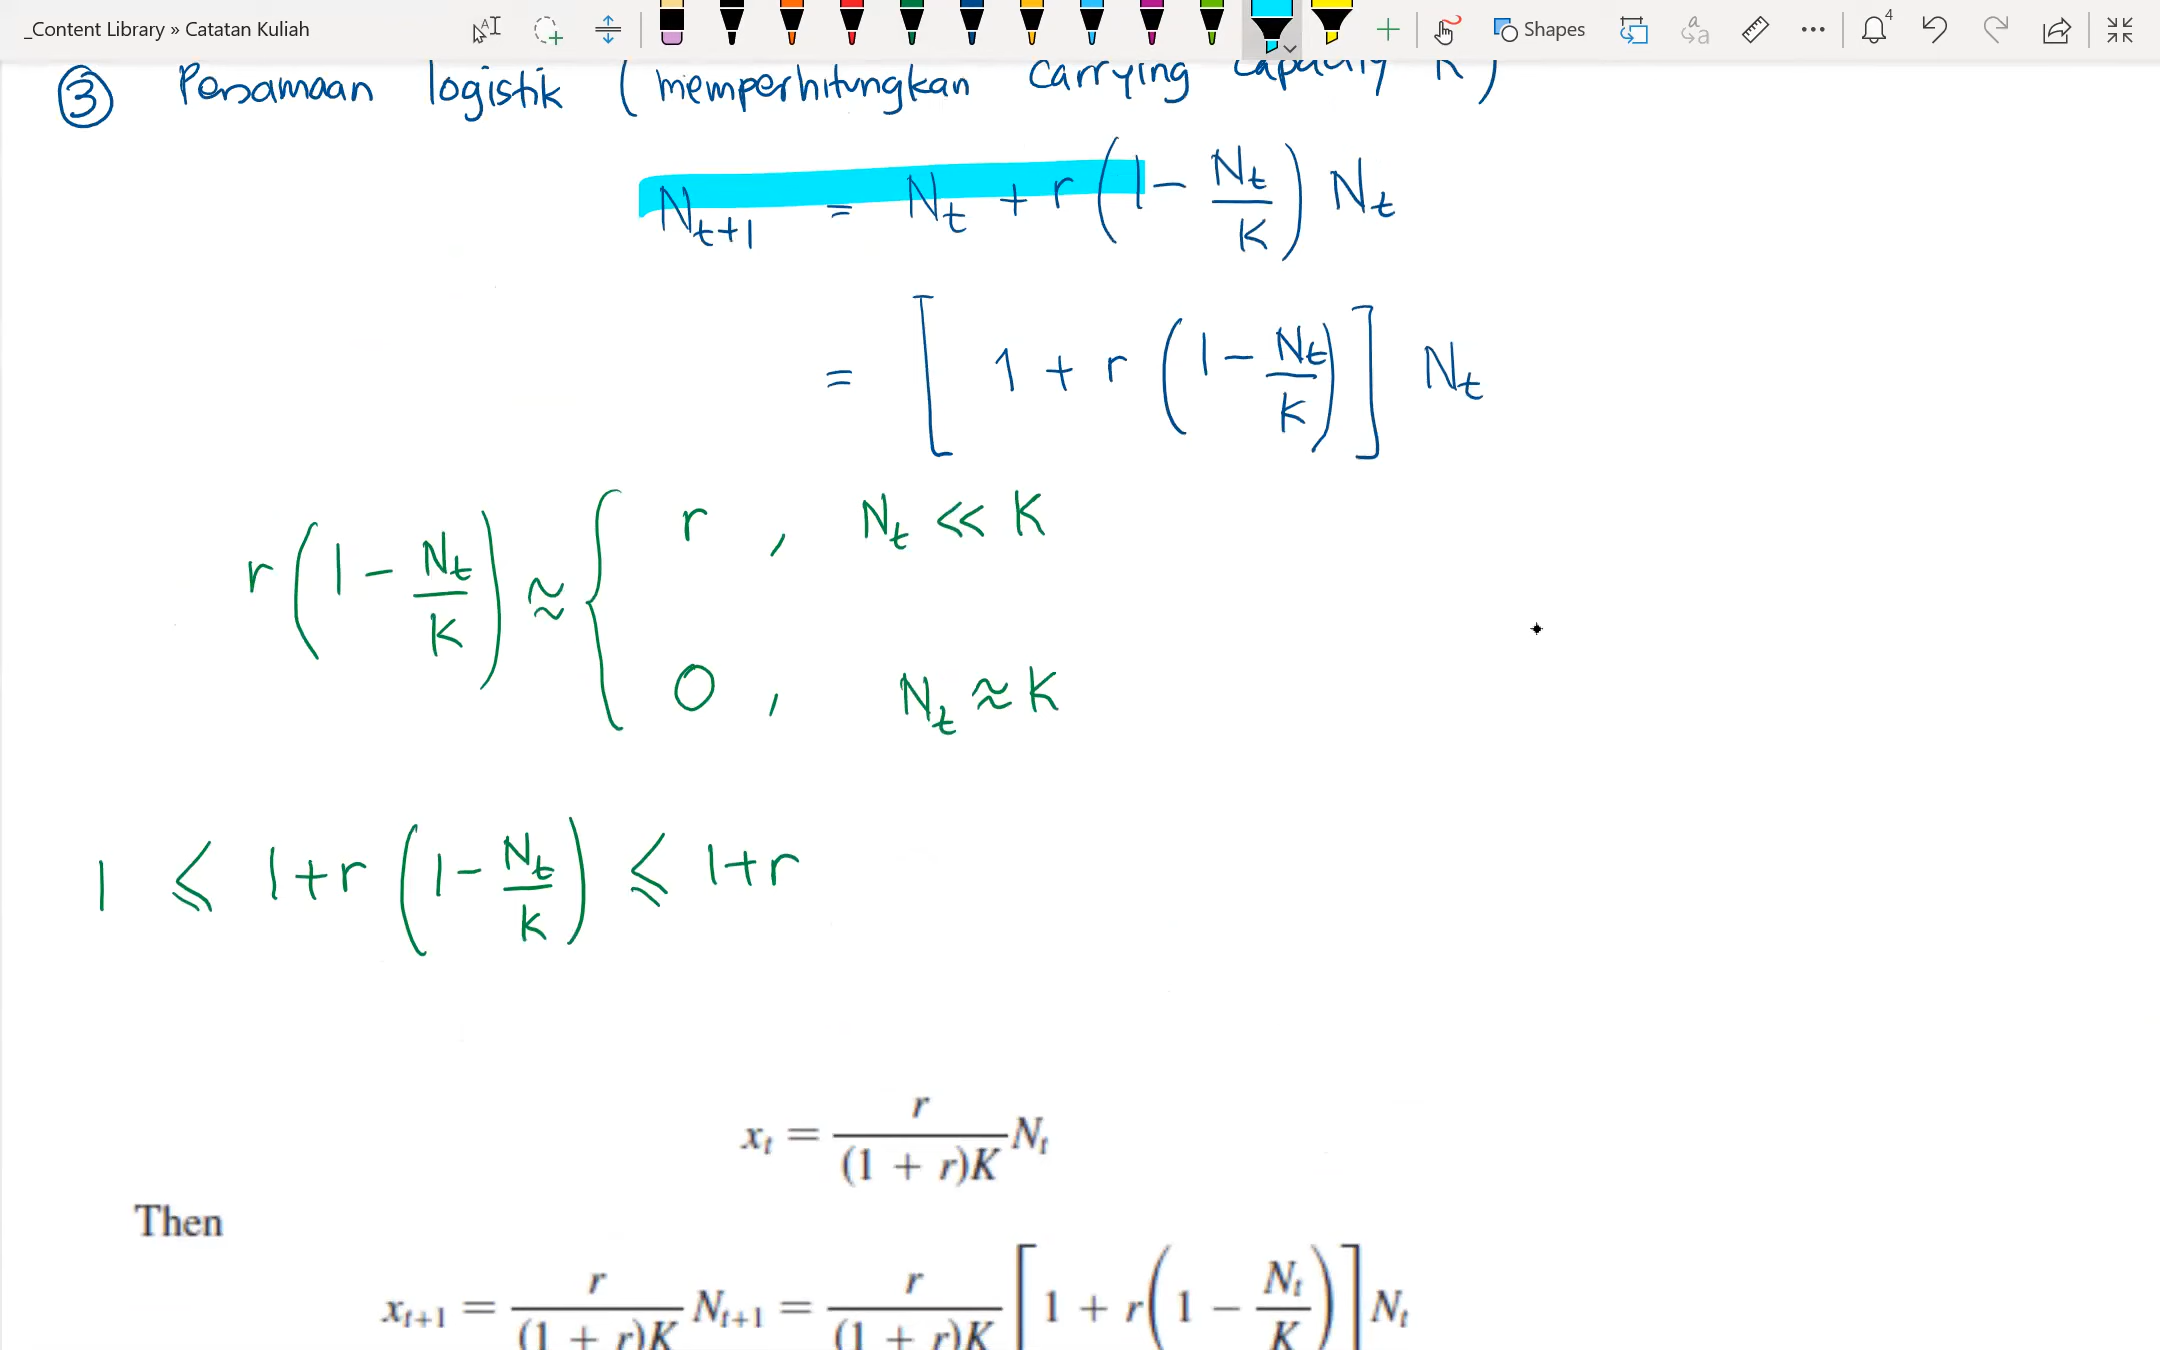 _Content Library » Catatan Kuliah
Shapes
4
③ Persamaan logistik (memperhitungkan carrying capacity K)
N_{t+1} = N_t + r(1 - N_t/K) N_t
= [1 + r(1 - N_t/K)] N_t
r(1 - N_t/K) ≈ { r , N_t << K
0 , N_t ≈ K
1 ≤ 1+r(1 - N_t/K) ≤ 1+r
x_t = r/((1 + r)K) N_t
Then
x_{t+1} = r/((1 + r)K) N_{t+1} = r/((1 + r)K) [1 + r(1 − N_t/K)] N_t